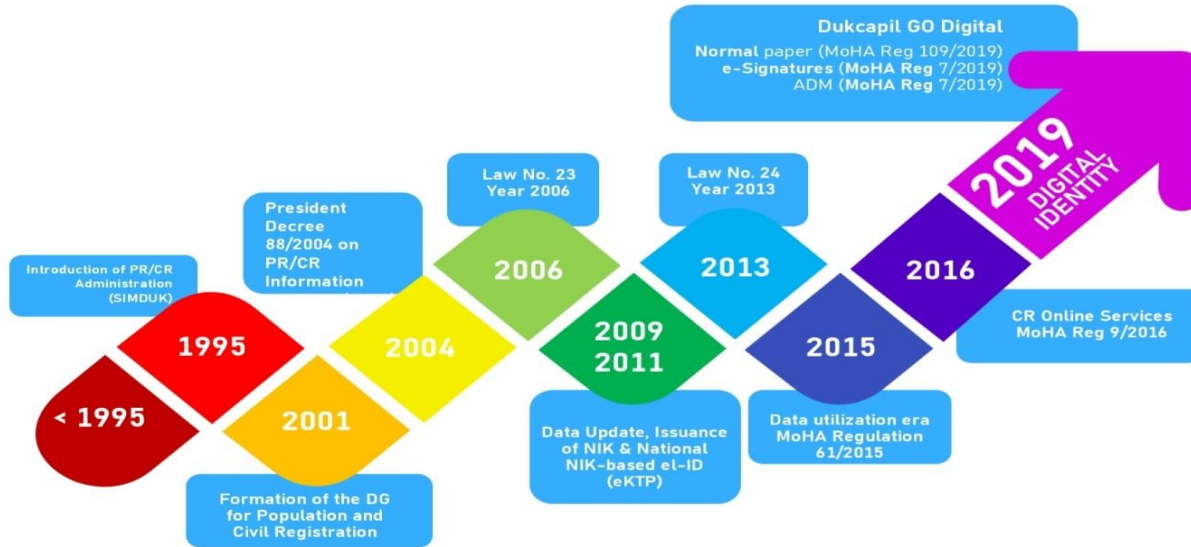 Dukcapil GO Digital
Normal paper (MoHA Reg 109/2019)
e-Signatures (MoHA Reg 7/2019)
ADM (MoHA Reg 7/2019)
2019
DIGITAL
IDENTITY
Law No. 23
Year 2006
Law No. 24
Year 2013
President
Decree
88/2004 on
PR/CR
Information
Introduction of PR/CR
Administration
(SIMDUK)
< 1995
1995
2001
2004
2006
2009
2011
2013
2015
2016
CR Online Services
MoHA Reg 9/2016
Data utilization era
MoHA Regulation
61/2015
Data Update, Issuance
of NIK & National
NIK-based el-ID
(eKTP)
Formation of the DG
for Population and
Civil Registration